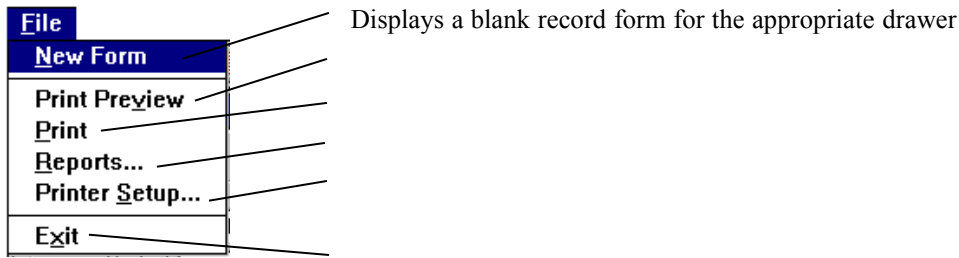 File
New Form
Displays a blank record form for the appropriate drawer
Print Preview
Print
Reports...
Printer Setup...
Exit